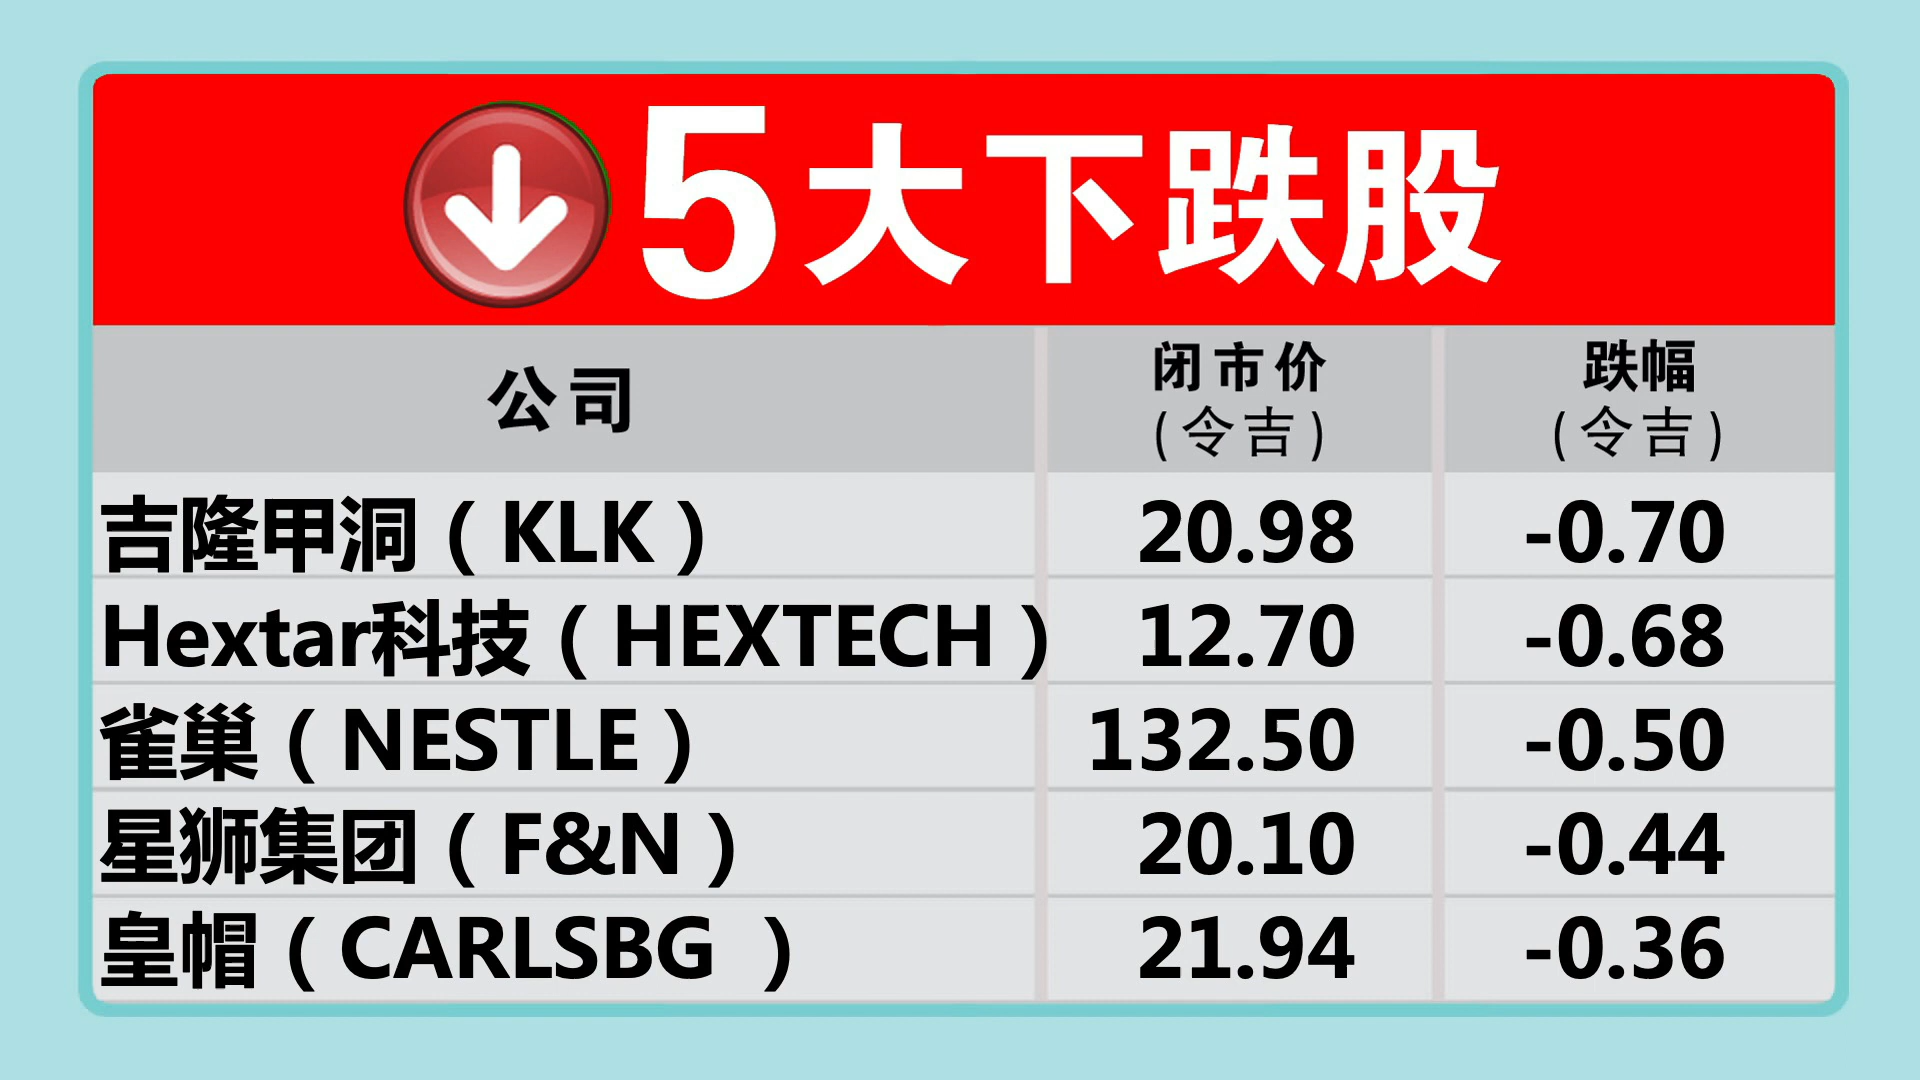 5大下跌股
公司 闭市价 跌幅
(令吉) (令吉)
吉隆甲洞（KLK） 20.98 -0.70
Hextar科技（HEXTECH） 12.70 -0.68
雀巢（NESTLE） 132.50 -0.50
星狮集团（F&N） 20.10 -0.44
皇帽（CARLSBG ） 21.94 -0.36